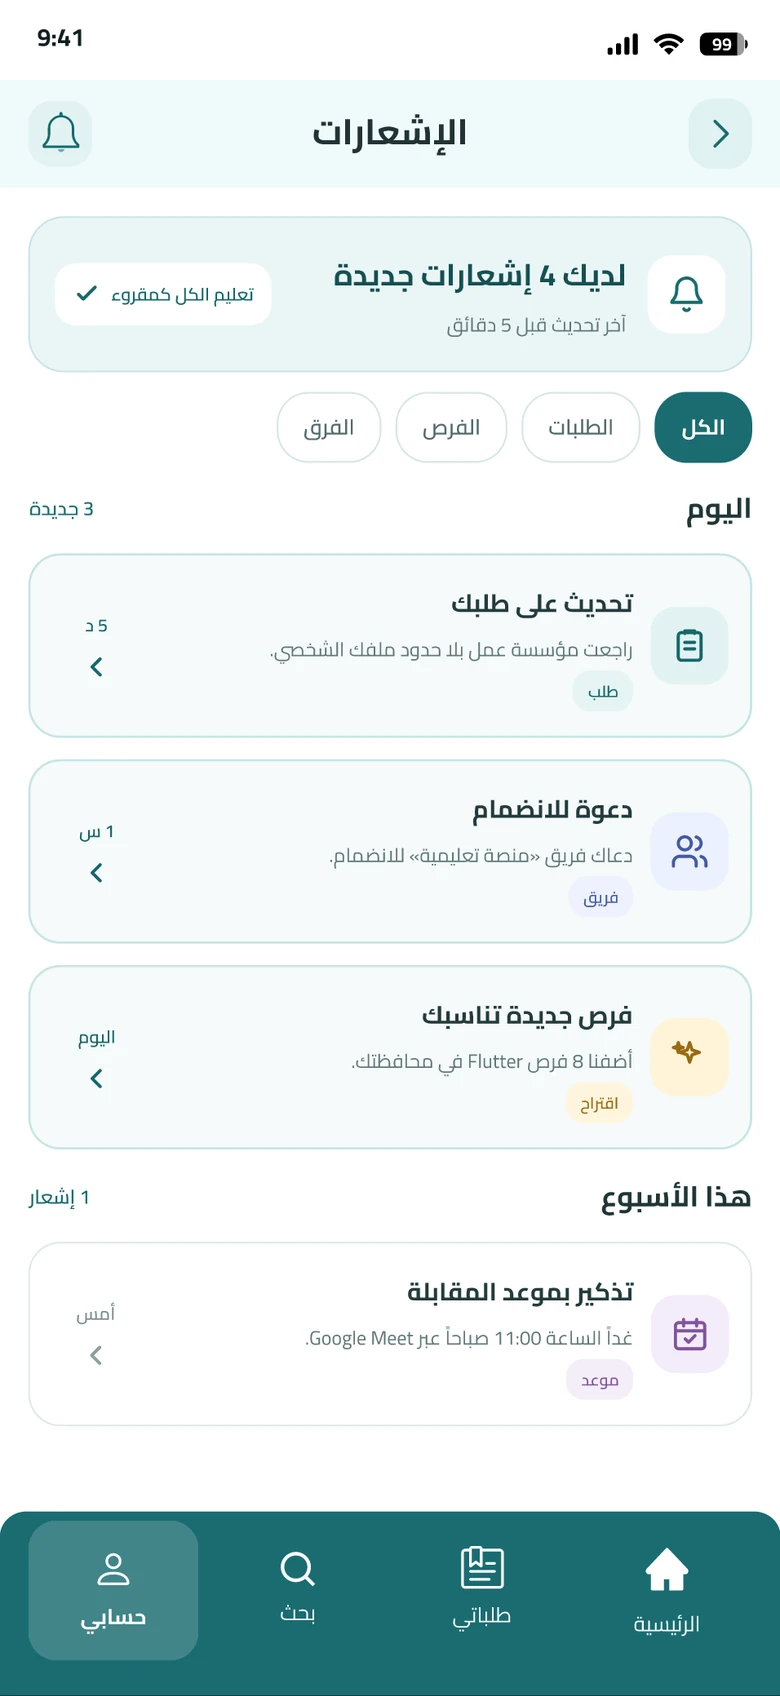 9:41
99
الإشعارات
لديك 4 إشعارات جديدة
آخر تحديث قبل 5 دقائق
تعليم الكل كمقروء
الكل
الطلبات
الفرص
الفرق
اليوم
3 جديدة
تحديث على طلبك
راجعت مؤسسة عمل بلا حدود ملفك الشخصي.
طلب
5 د
دعوة للانضمام
دعاك فريق «منصة تعليمية» للانضمام.
فريق
1 س
فرص جديدة تناسبك
أضفنا 8 فرص Flutter في محافظتك.
اقتراح
اليوم
هذا الأسبوع
1 إشعار
تذكير بموعد المقابلة
غداً الساعة 11:00 صباحاً عبر Google Meet.
موعد
أمس
الرئيسية
طلباتي
بحث
حسابي